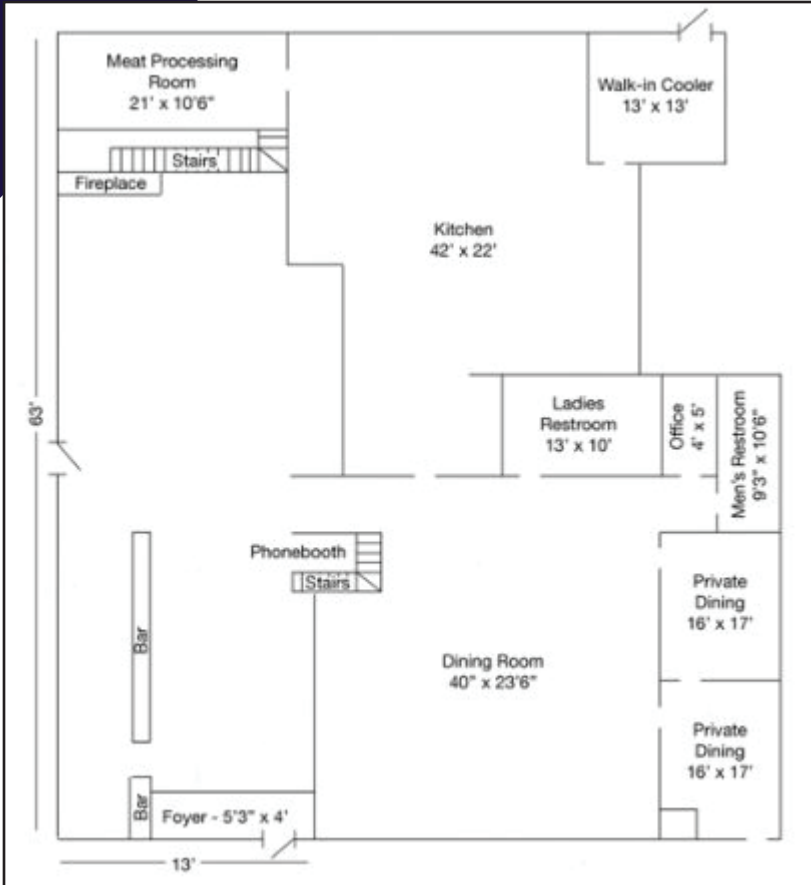 Meat Processing
Room
21' x 10'6"
Walk-in Cooler
13' x 13'
Stairs
Fireplace
Kitchen
42' x 22'
63'
Ladies
Restroom
13' x 10'
Office
4' x 5'
Men's Restroom
9'3" x 10'6"
Phonebooth
Stairs
Private
Dining
16' x 17'
Bar
Dining Room
40" x 23'6"
Private
Dining
16' x 17'
Bar
Foyer - 5'3" x 4'
13'